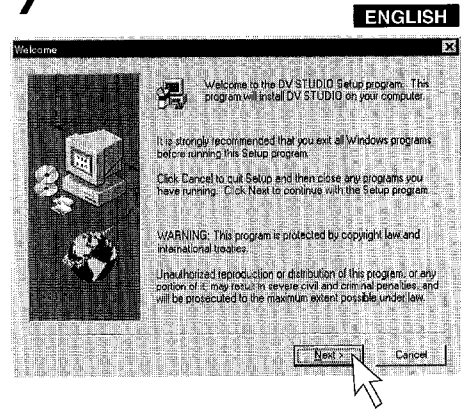 7
ENGLISH
Welcome
Welcome to the DV STUDIO Setup program. This
program will install DV STUDIO on your computer.
It is strongly recommended that you exit all Windows programs
before running this Setup program.
Click Cancel to quit Setup and then close any programs you
have running. Click Next to continue with the Setup program.
WARNING: This program is protected by copyright law and
international treaties.
Unauthorized reproduction or distribution of this program, or any
portion of it, may result in severe civil and criminal penalties, and
will be prosecuted to the maximum extent possible under law.
Next >
Cancel